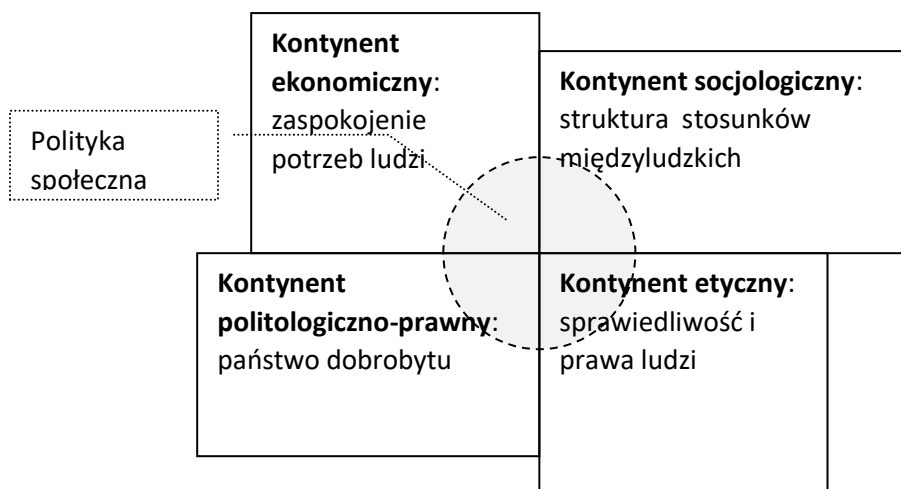 Kontynent
ekonomiczny:
zaspokojenie
potrzeb ludzi
Kontynent socjologiczny:
struktura stosunków
międzyludzkich
Polityka
społeczna
Kontynent
politologiczno-prawny:
państwo dobrobytu
Kontynent etyczny:
sprawiedliwość i
prawa ludzi